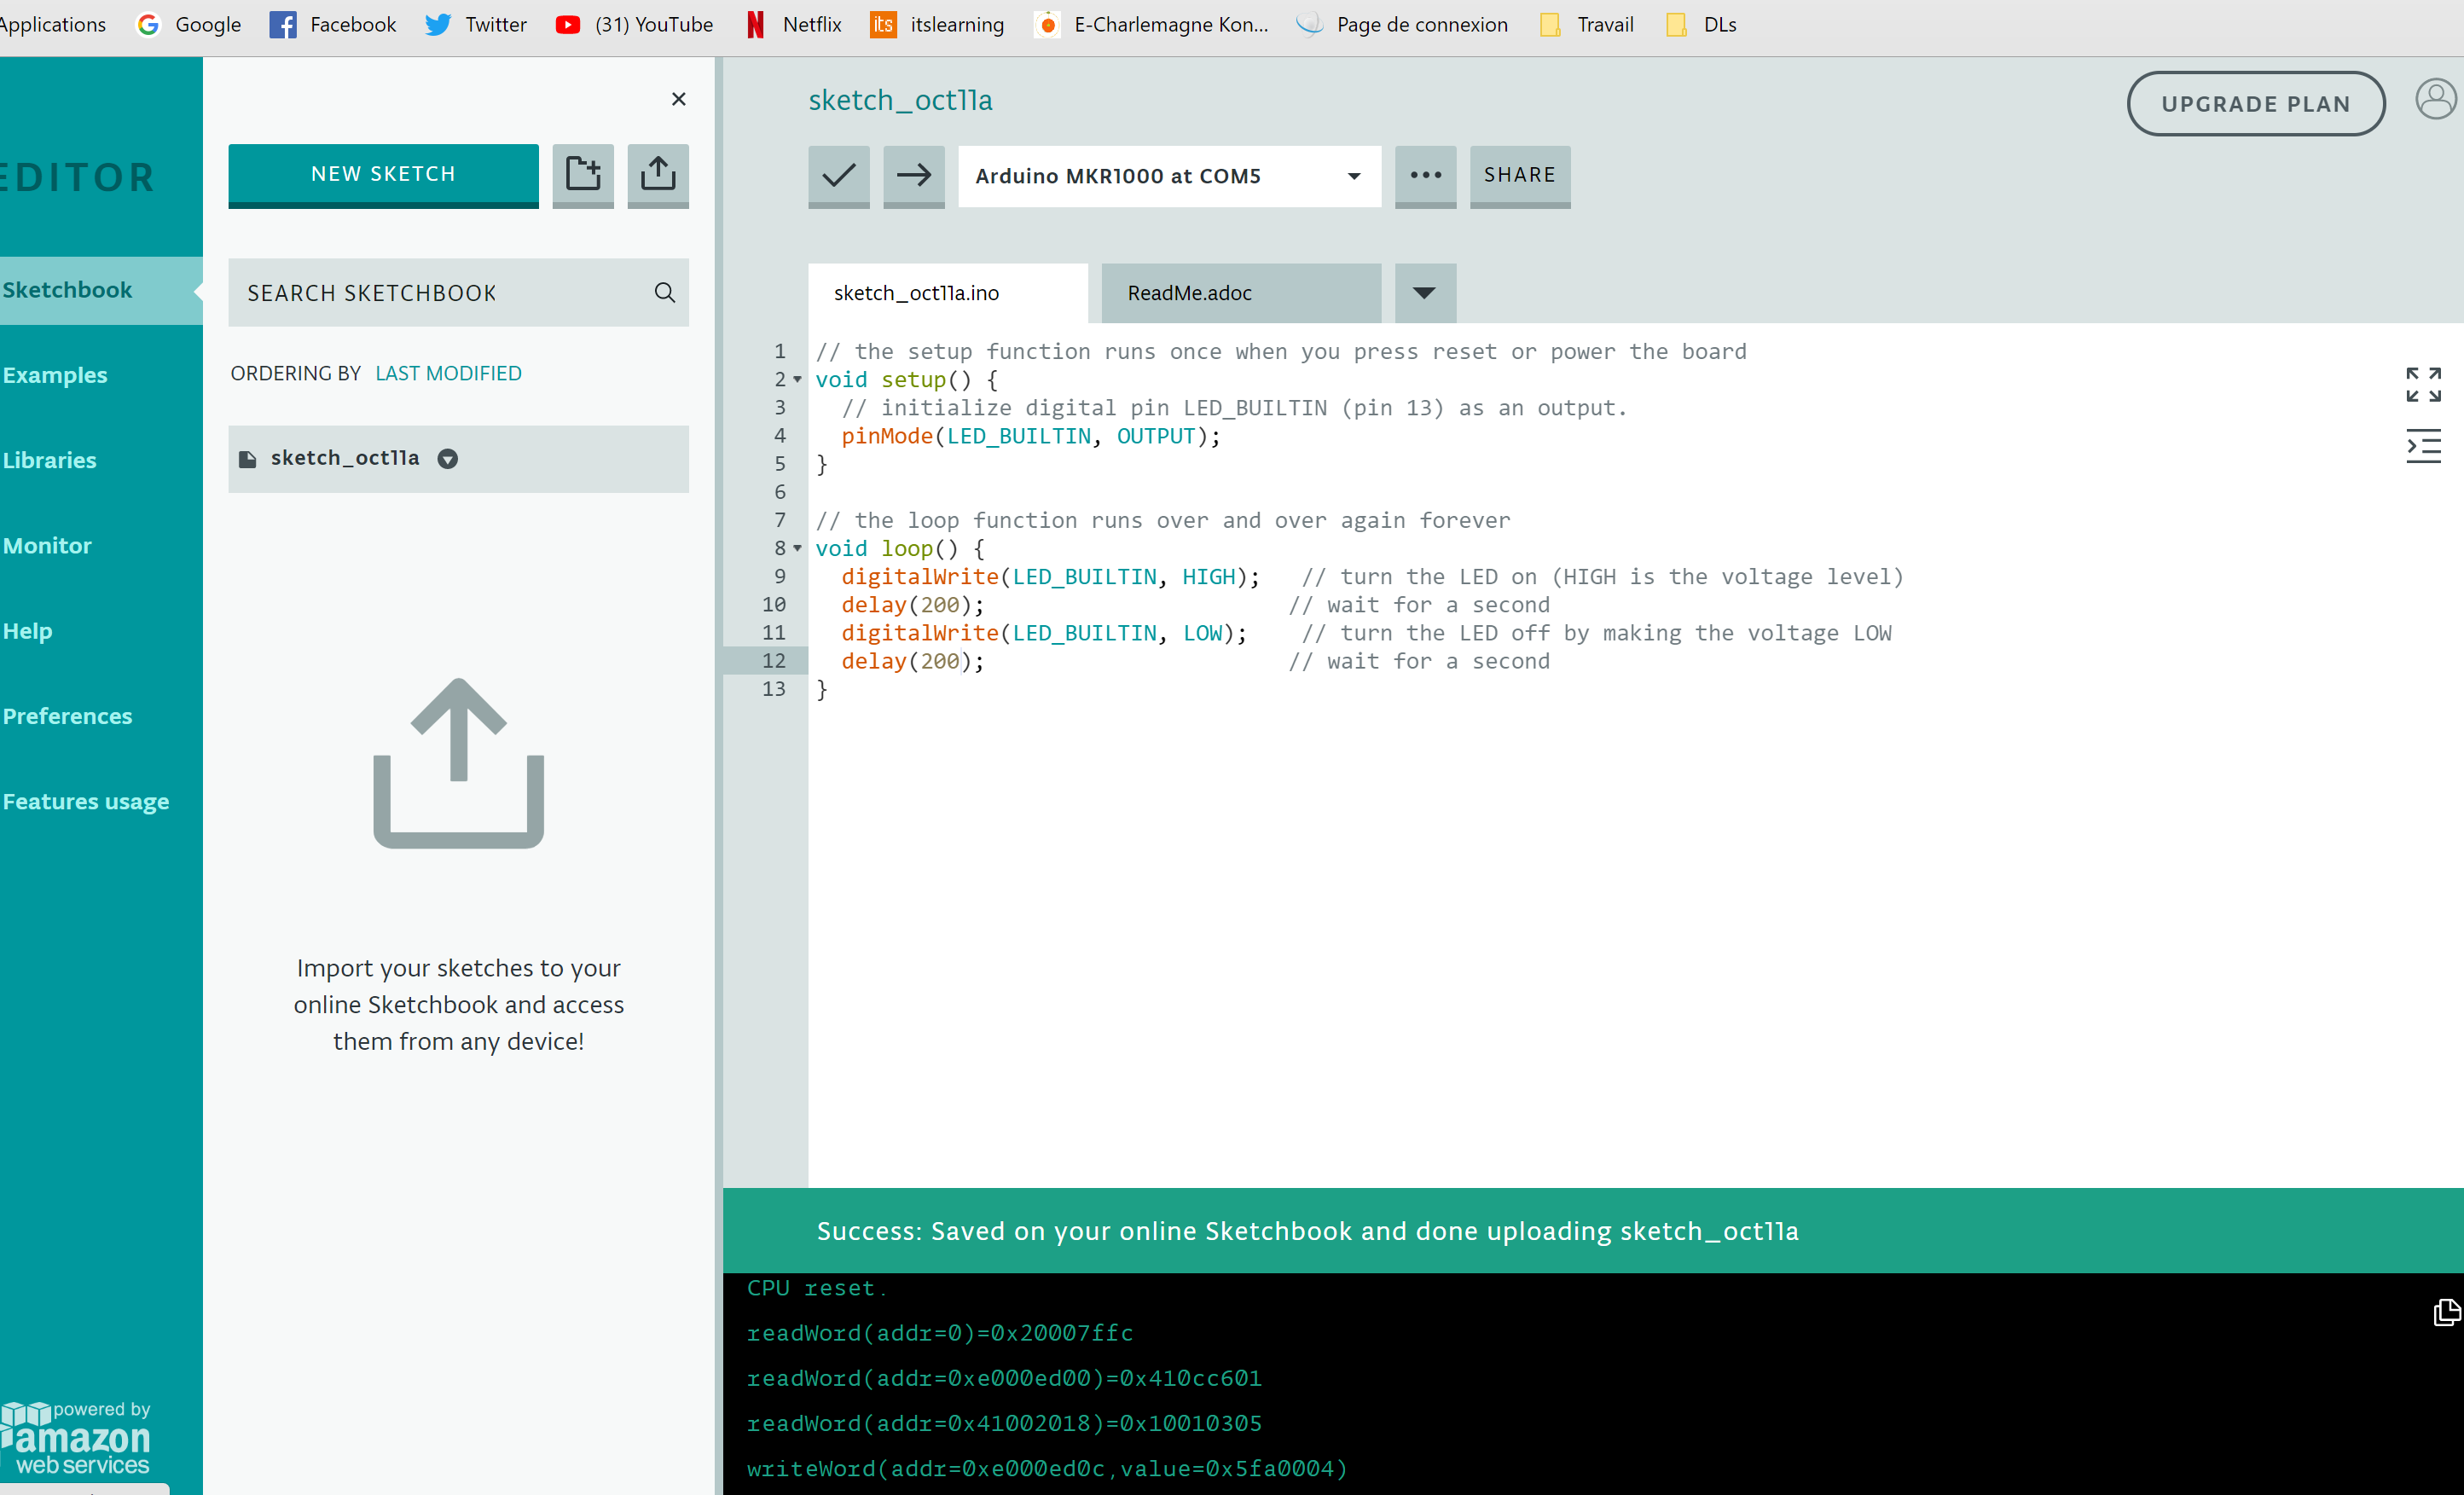 Applications Google Facebook Twitter (31) YouTube Netflix its itslearning E-Charlemagne Kon... Page de connexion Travail DLs
EDITOR
Sketchbook
Examples
Libraries
Monitor
Help
Preferences
Features usage
powered by
amazon
web services
NEW SKETCH
SEARCH SKETCHBOOK
ORDERING BY LAST MODIFIED
sketch_oct11a
Import your sketches to your
online Sketchbook and access
them from any device!
sketch_oct11a
UPGRADE PLAN
Arduino MKR1000 at COM5
SHARE
sketch_oct11a.ino ReadMe.adoc
1 // the setup function runs once when you press reset or power the board
2 void setup() {
3 // initialize digital pin LED_BUILTIN (pin 13) as an output.
4 pinMode(LED_BUILTIN, OUTPUT);
5 }
6
7 // the loop function runs over and over again forever
8 void loop() {
9 digitalWrite(LED_BUILTIN, HIGH); // turn the LED on (HIGH is the voltage level)
10 delay(200); // wait for a second
11 digitalWrite(LED_BUILTIN, LOW); // turn the LED off by making the voltage LOW
12 delay(200); // wait for a second
13 }
Success: Saved on your online Sketchbook and done uploading sketch_oct11a
CPU reset.
readWord(addr=0)=0x20007ffc
readWord(addr=0xe000ed00)=0x410cc601
readWord(addr=0x41002018)=0x10010305
writeWord(addr=0xe000ed0c,value=0x5fa0004)